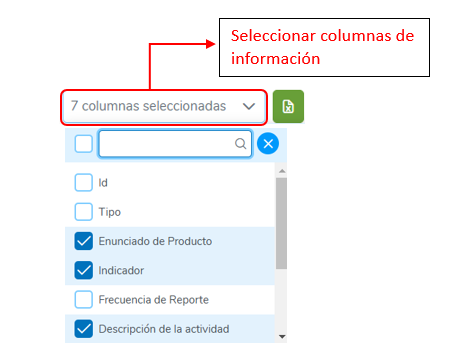 Seleccionar columnas de
información
7 columnas seleccionadas
Id
Tipo
Enunciado de Producto
Indicador
Frecuencia de Reporte
Descripción de la actividad